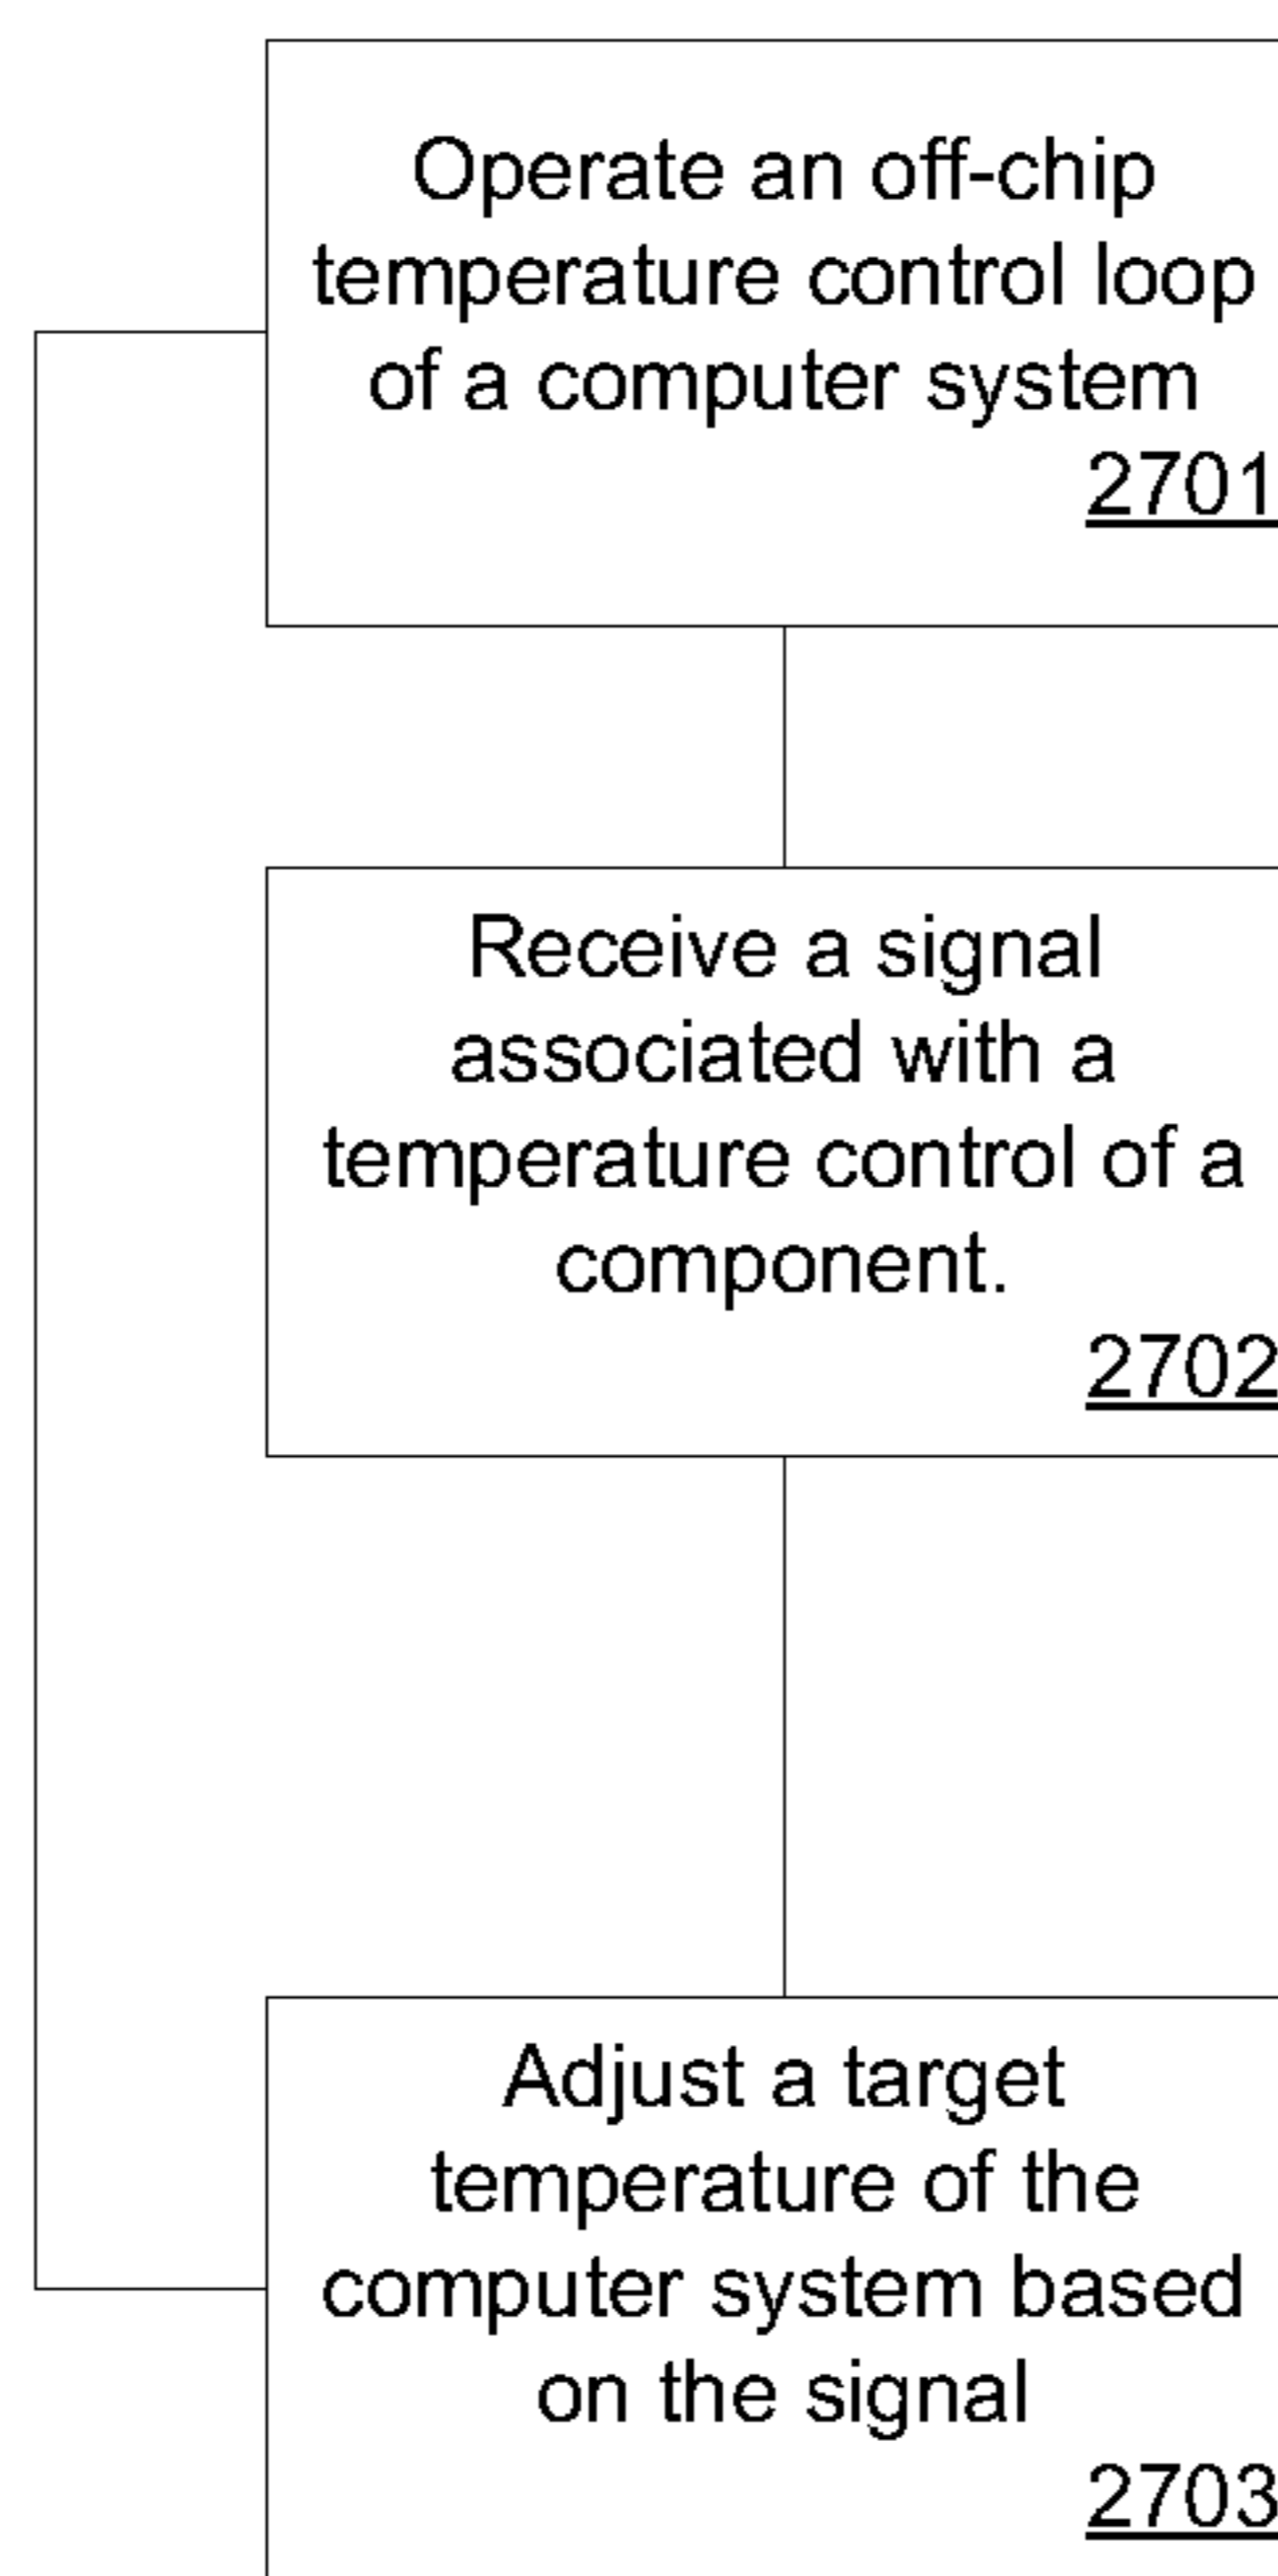 Operate an off-chip
temperature control loop
of a computer system
2701
Receive a signal
associated with a
temperature control of a
component.
2702
Adjust a target
temperature of the
computer system based
on the signal
2703